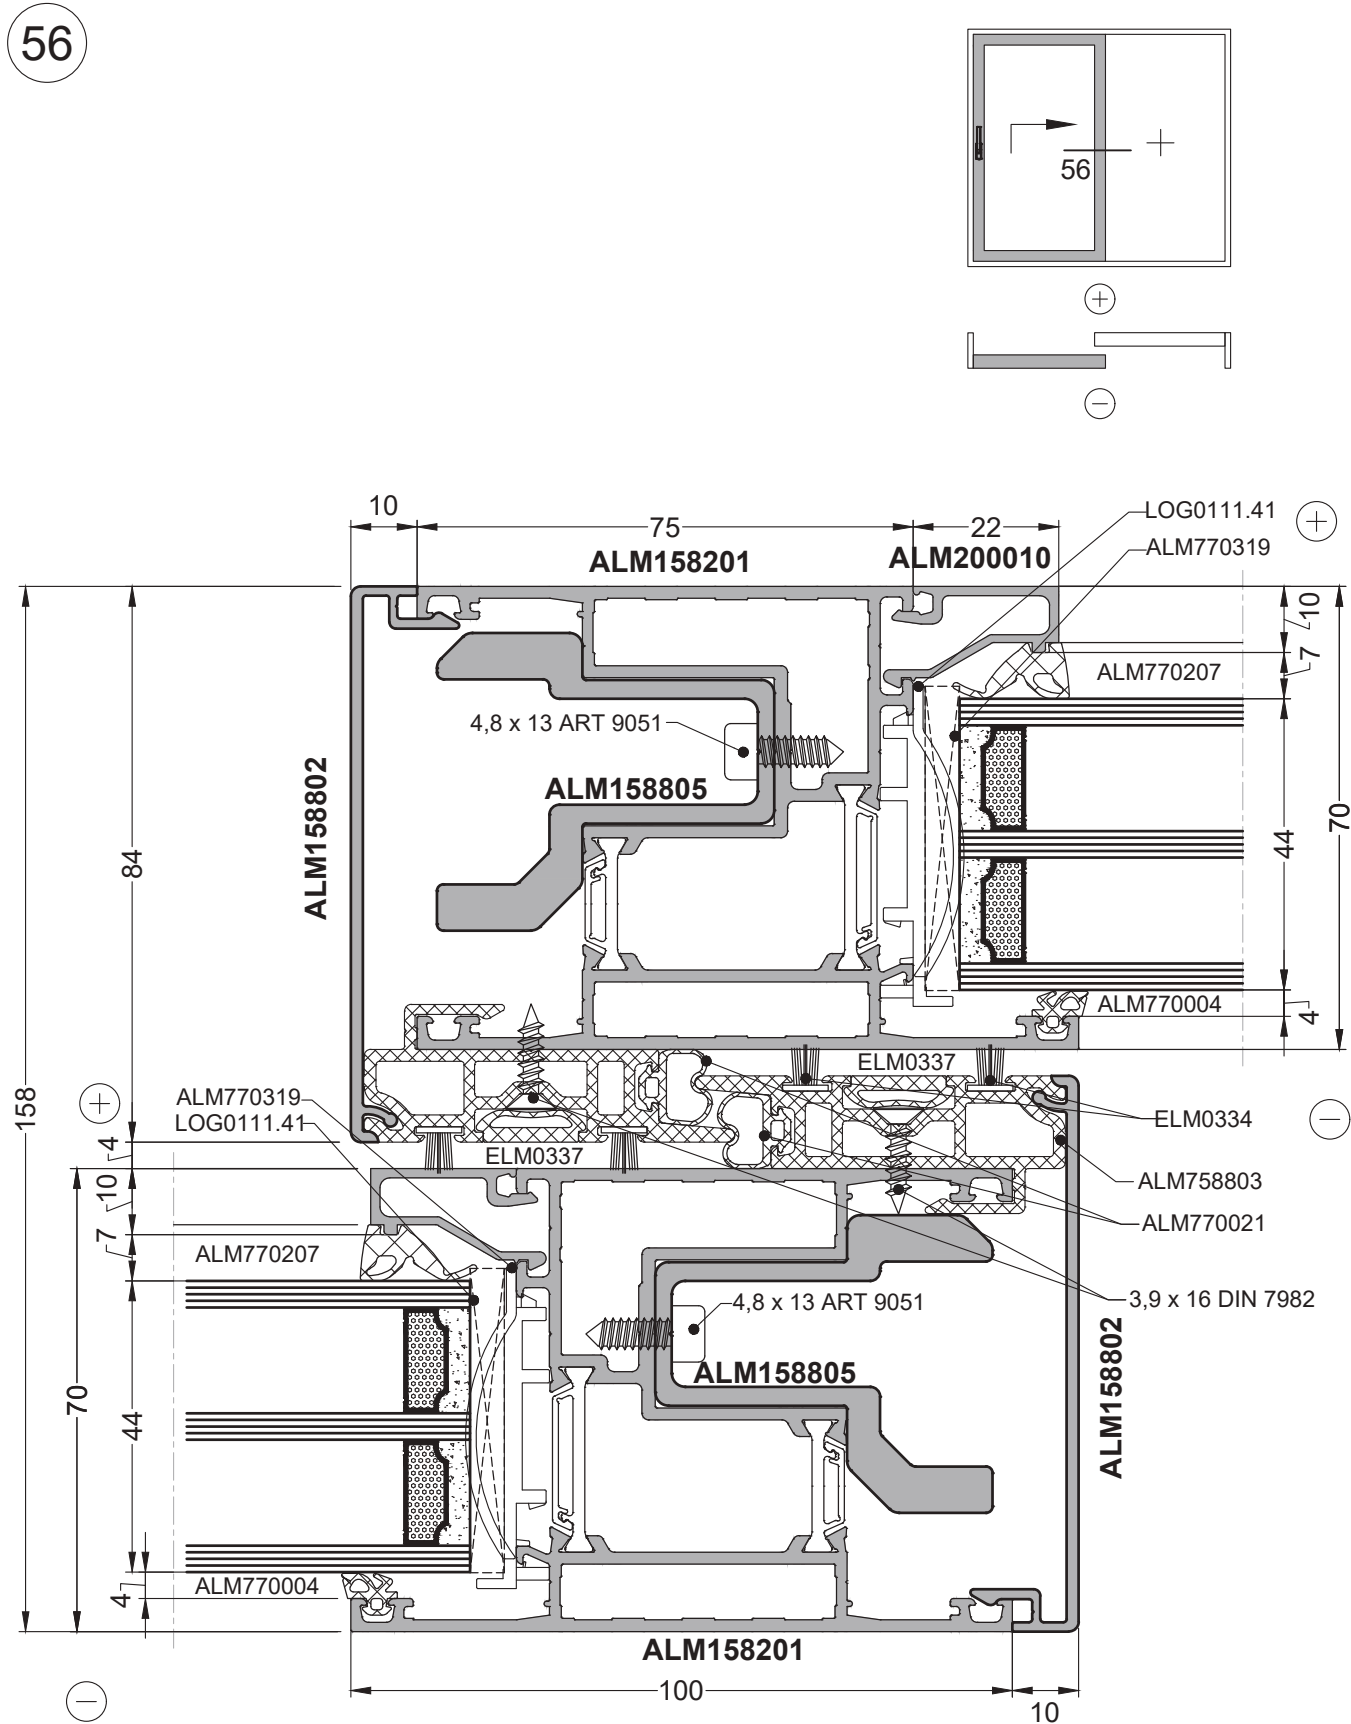 56
56
+
−
10
75
22
LOG0111.41
+
ALM158201
ALM200010
ALM770319
10
7
ALM770207
4,8 x 13 ART 9051
ALM158805
ALM158802
84
44
70
ALM770004
4
158
+
ELM0337
ALM770319
LOG0111.41
ELM0334
−
4
ELM0337
10
ALM758803
7
ALM770207
ALM770021
4,8 x 13 ART 9051
3,9 x 16 DIN 7982
ALM158805
ALM158802
70
44
ALM770004
4
ALM158201
−
100
10